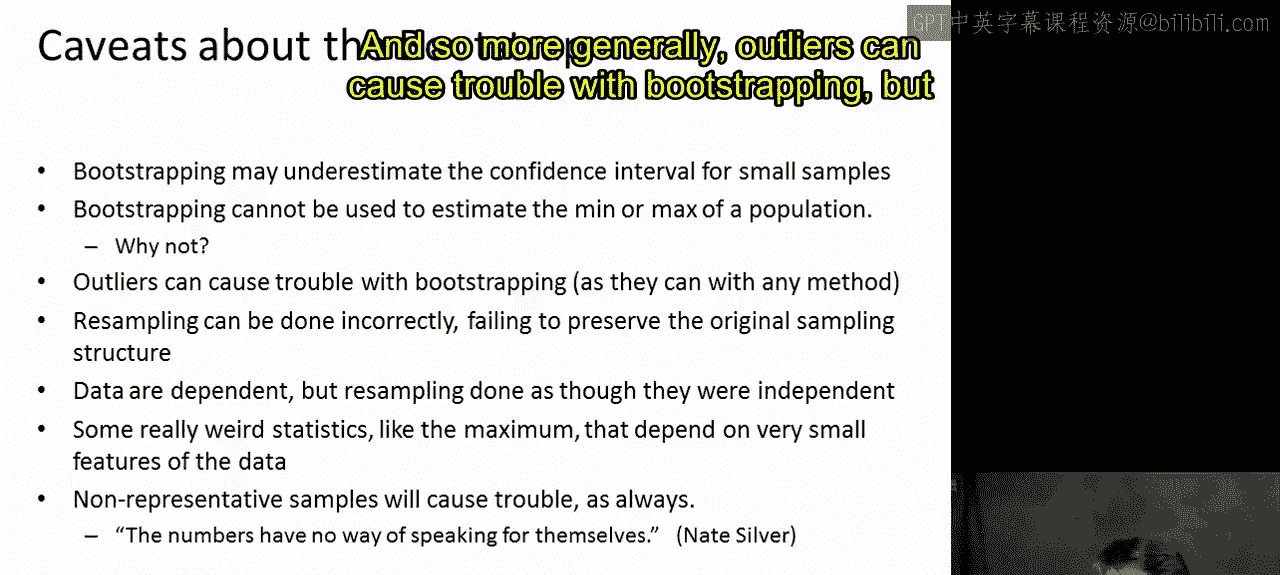 GPT中英字幕课程资源@bilibili.com
Caveats about th
And so more generally, outliers can
cause trouble with bootstrapping, but
• Bootstrapping may underestimate the confidence interval for small samples
• Bootstrapping cannot be used to estimate the min or max of a population.
– Why not?
• Outliers can cause trouble with bootstrapping (as they can with any method)
• Resampling can be done incorrectly, failing to preserve the original sampling
structure
• Data are dependent, but resampling done as though they were independent
• Some really weird statistics, like the maximum, that depend on very small
features of the data
• Non-representative samples will cause trouble, as always.
– “The numbers have no way of speaking for themselves.” (Nate Silver)